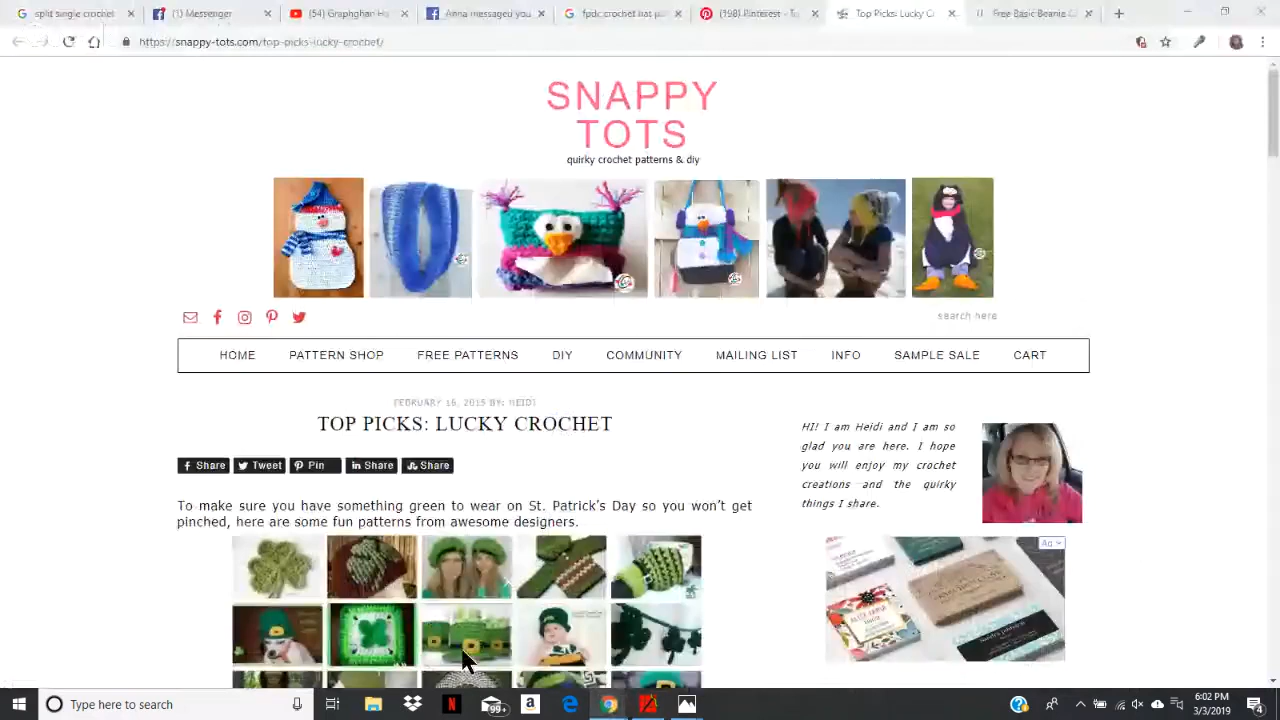 split single crochet
(1) Messenger
(54) Graphghan Ho
Anna messaged you
fpdc crochet hat pat
(198) Pinterest - To
Top Picks: Lucky Cr
Free Basic Beanie C
https://snappy-tots.com/top-picks-lucky-crochet/
SNAPPY
TOTS
quirky crochet patterns & diy
search here
HOME PATTERN SHOP FREE PATTERNS DIY COMMUNITY MAILING LIST INFO SAMPLE SALE CART
FEBRUARY 16, 2015 BY: HEIDI
TOP PICKS: LUCKY CROCHET
Share Tweet Pin Share Share
To make sure you have something green to wear on St. Patrick's Day so you won't get
pinched, here are some fun patterns from awesome designers.
HI! I am Heidi and I am so
glad you are here. I hope
you will enjoy my crochet
creations and the quirky
things I share.
Ad
Type here to search
99+
6:02 PM
3/3/2019
4